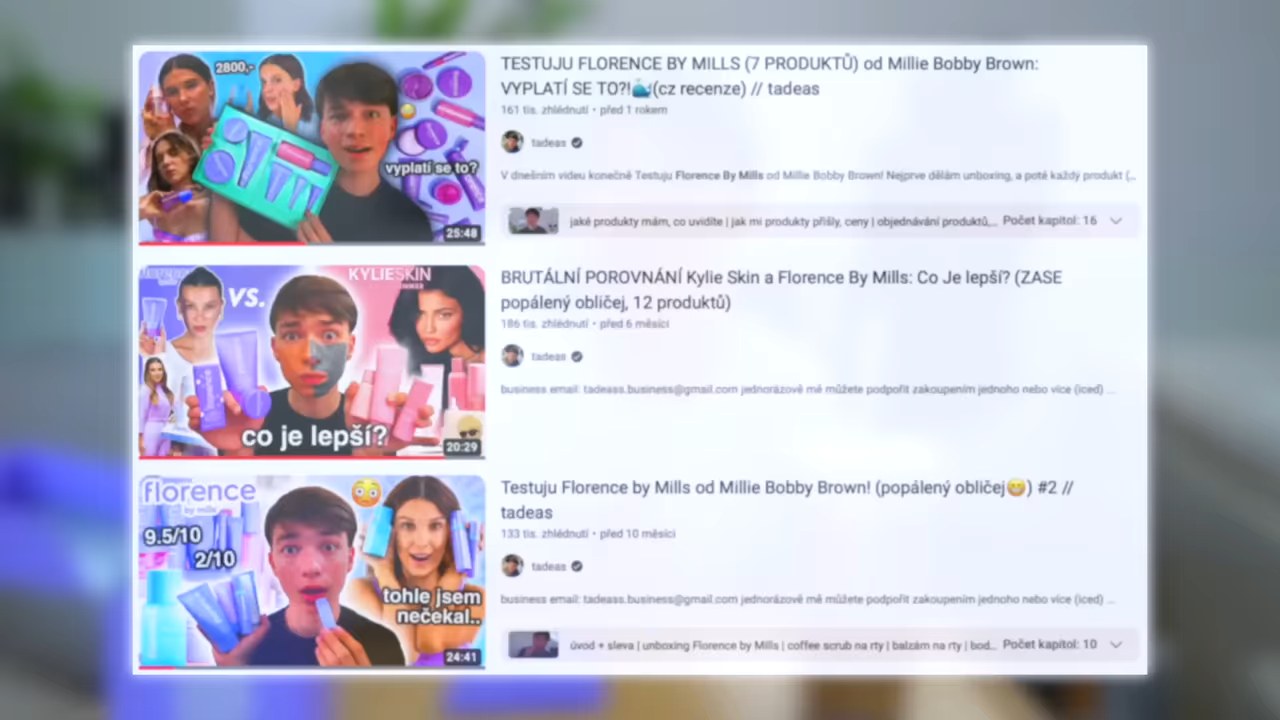 2800,-
vyplatí se to?
25:48
TESTUJU FLORENCE BY MILLS (7 PRODUKTŮ) od Millie Bobby Brown:
VYPLATÍ SE TO?!🐳(cz recenze) // tadeas
161 tis. zhlédnutí • před 1 rokem
tadeas
V dnešním videu konečně Testuju Florence By Mills od Millie Bobby Brown! Nejprve dělám unboxing, a poté každý produkt (...
jaké produkty mám, co uvidíte | jak mi produkty přišly, ceny | objednávání produktů,... Počet kapitol: 16
florence
VS.
KYLIESKIN
co je lepší?
20:29
BRUTÁLNÍ POROVNÁNÍ Kylie Skin a Florence By Mills: Co Je lepší? (ZASE
popálený obličej, 12 produktů)
186 tis. zhlédnutí • před 6 měsíci
tadeas
business email: tadeass.business@gmail.com jednorázově mě můžete podpořit zakoupením jednoho nebo více (iced) ...
florence
by mills
9.5/10
2/10
tohle jsem
nečekal..
24:41
Testuju Florence by Mills od Millie Bobby Brown! (popálený obličej😁) #2 //
tadeas
133 tis. zhlédnutí • před 10 měsíci
tadeas
business email: tadeass.business@gmail.com jednorázově mě můžete podpořit zakoupením jednoho nebo více (iced) ...
úvod + sleva | unboxing Florence by Mills | coffee scrub na rty | balzám na rty | bod... Počet kapitol: 10